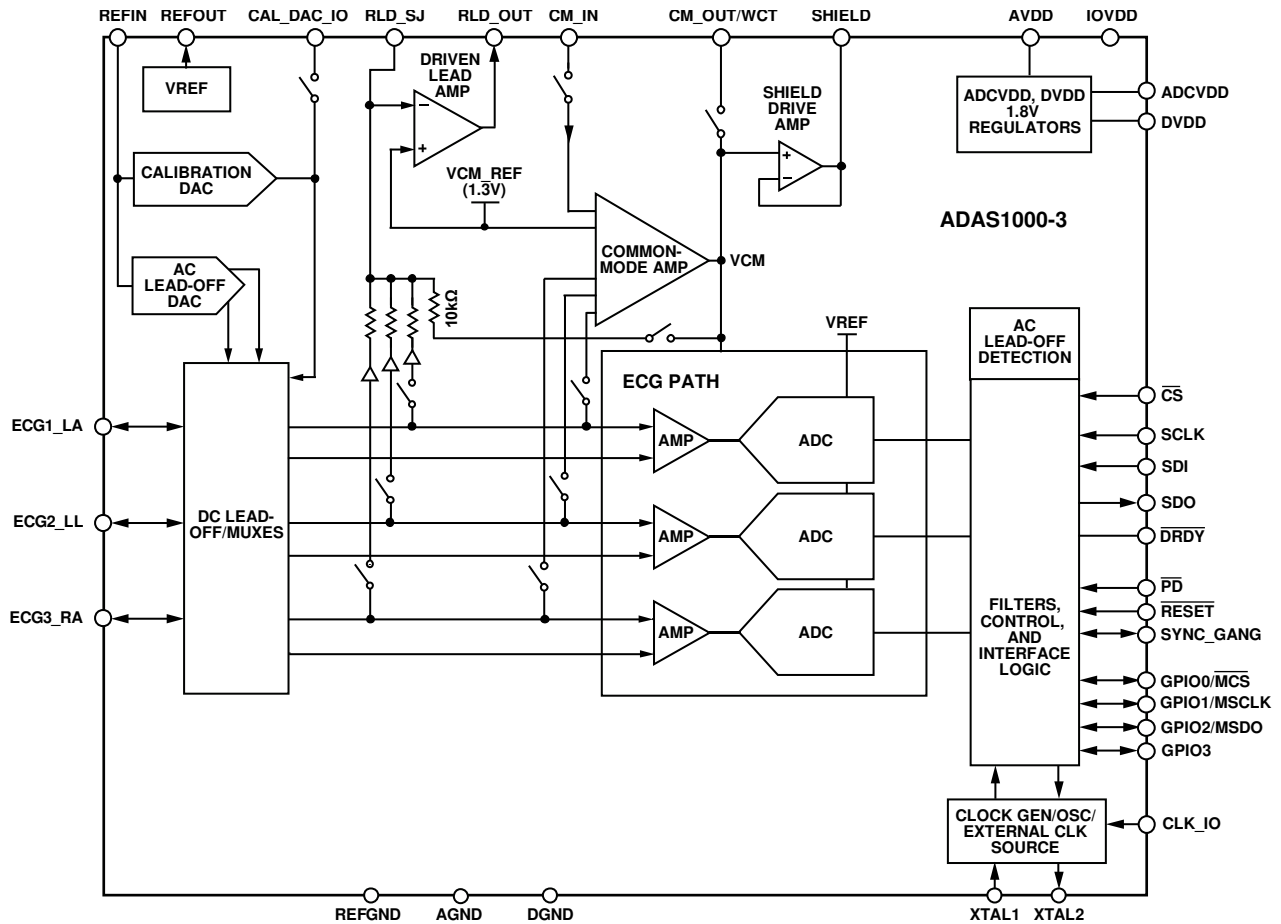 REFIN
REFOUT
CAL_DAC_IO
RLD_SJ
RLD_OUT
CM_IN
CM_OUT/WCT
SHIELD
AVDD
IOVDD
VREF
DRIVEN
LEAD
AMP
SHIELD
DRIVE
AMP
ADCVDD, DVDD
1.8V
REGULATORS
ADCVDD
DVDD
–
+
+
–
CALIBRATION
DAC
VCM_REF
(1.3V)
ADAS1000-3
AC
LEAD-OFF
DAC
COMMON-
MODE AMP
VCM
10kΩ
VREF
AC
LEAD-OFF
DETECTION
ECG PATH
ECG1_LA
ECG2_LL
ECG3_RA
DC LEAD-
OFF/MUXES
AMP
ADC
AMP
ADC
AMP
ADC
FILTERS,
CONTROL,
AND
INTERFACE
LOGIC
CS
SCLK
SDI
SDO
DRDY
PD
RESET
SYNC_GANG
GPIO0/MCS
GPIO1/MSCLK
GPIO2/MSDO
GPIO3
CLOCK GEN/OSC/
EXTERNAL CLK
SOURCE
CLK_IO
REFGND
AGND
DGND
XTAL1
XTAL2